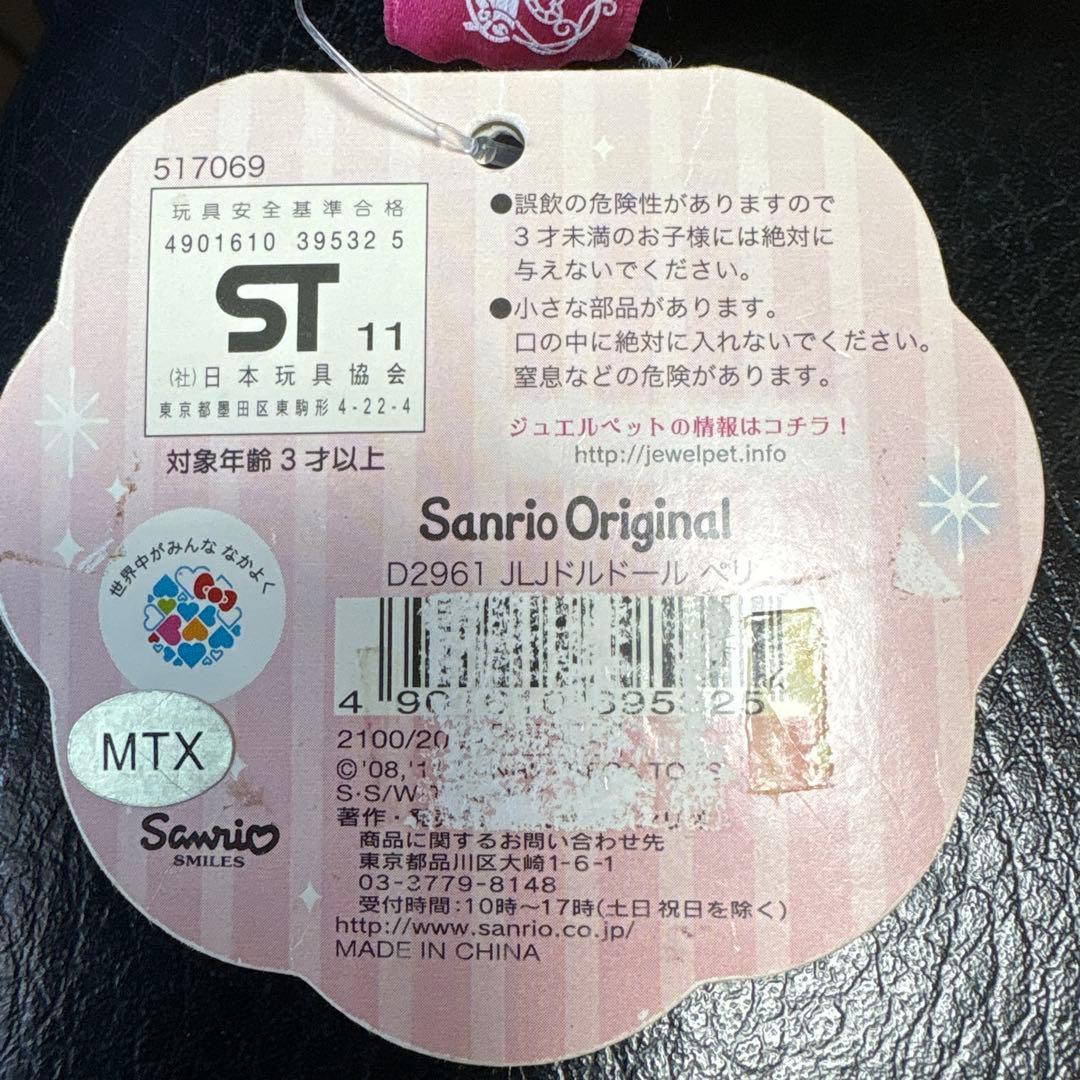 517069
玩具安全基準合格
4901610 39532 5
ST 11
(社)日本玩具協会
東京都墨田区東駒形 4-22-4
対象年齢 3 才以上
●誤飲の危険性がありますので
3 才未満のお子様には絶対に
与えないでください。
●小さな部品があります。
口の中に絶対に入れないでください。
窒息などの危険があります。
ジュエルペットの情報はコチラ!
http://jewelpet.info
Sanrio Original
D2961 JLJドルドール ペリ
世界中がみんな なかよく
MTX
Sanrio
SMILES
2100/20
©'08,'1
S·S/W
著作・
商品に関するお問い合わせ先
東京都品川区大崎1-6-1
03-3779-8148
受付時間:10時〜17時(土日祝日を除く)
http://www.sanrio.co.jp/
MADE IN CHINA